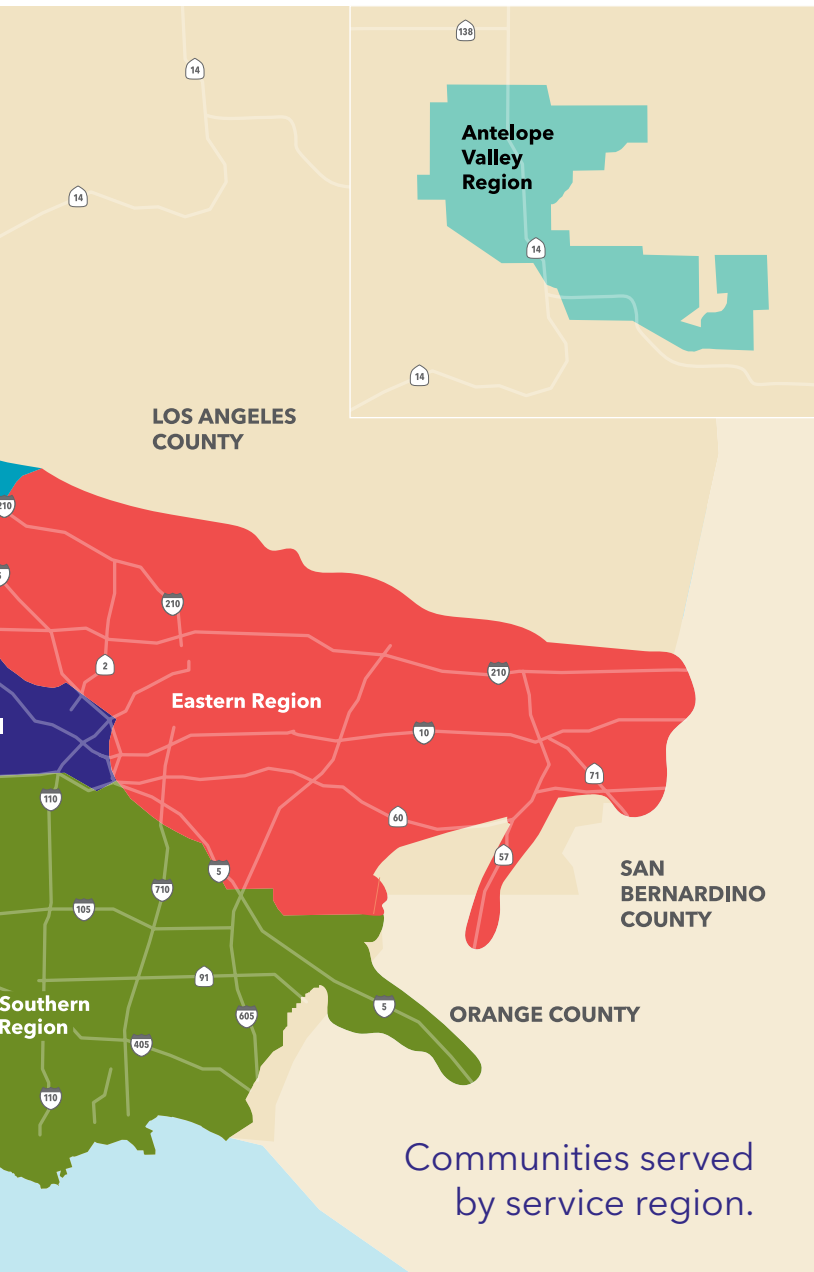 138
14
Antelope
Valley
Region
14
14
14
LOS ANGELES
COUNTY
210
210
2
210
Eastern Region
10
71
110
60
57
5
SAN
BERNARDINO
COUNTY
710
105
91
Southern
Region
5
ORANGE COUNTY
605
405
110
Communities served
by service region.